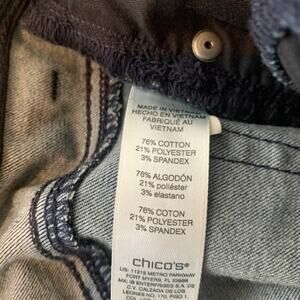 MADE IN VIETNAM
HECHO EN VIETNAM
FABRIQUÉ AU
VIETNAM
76% COTTON
21% POLYESTER
3% SPANDEX
76% ALGODÓN
21% poliéster
3% elastano
76% COTON
21% POLYESTER
3% SPANDEX
chico's®
US: 11215 METRO PARKWAY
FORT MYERS, FL 33966
MX: IB ENTERPRISES S.A. DE
C.V. CALZADA DE LOS
LEONES NO. 170, PISO 1,